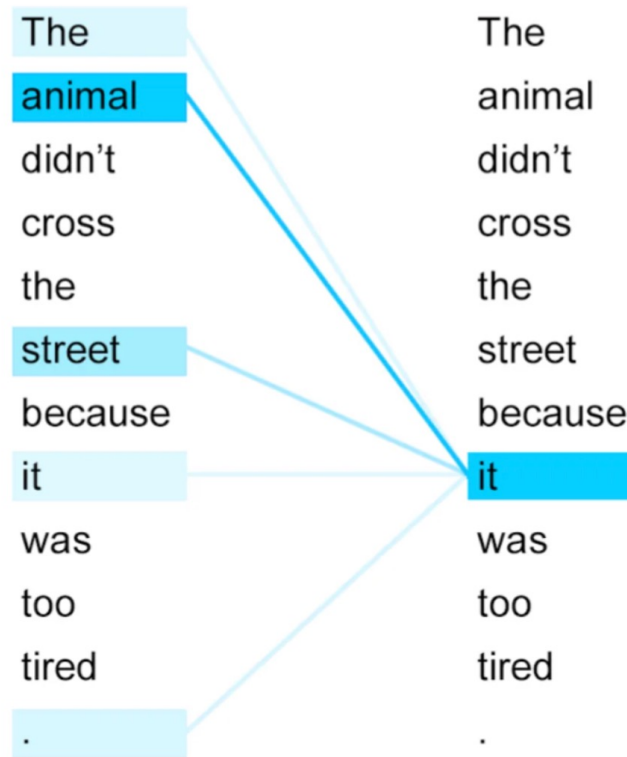 The The
animal animal
didn’t didn’t
cross cross
the the
street street
because because
it it
was was
too too
tired tired
. .